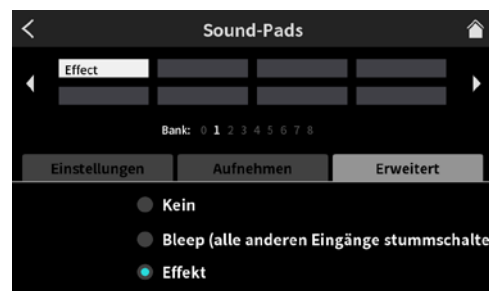 Sound-Pads
Effect
Bank: 0 1 2 3 4 5 6 7 8
Einstellungen Aufnehmen Erweitert
Kein
Bleep (alle anderen Eingänge stummschalte
Effekt